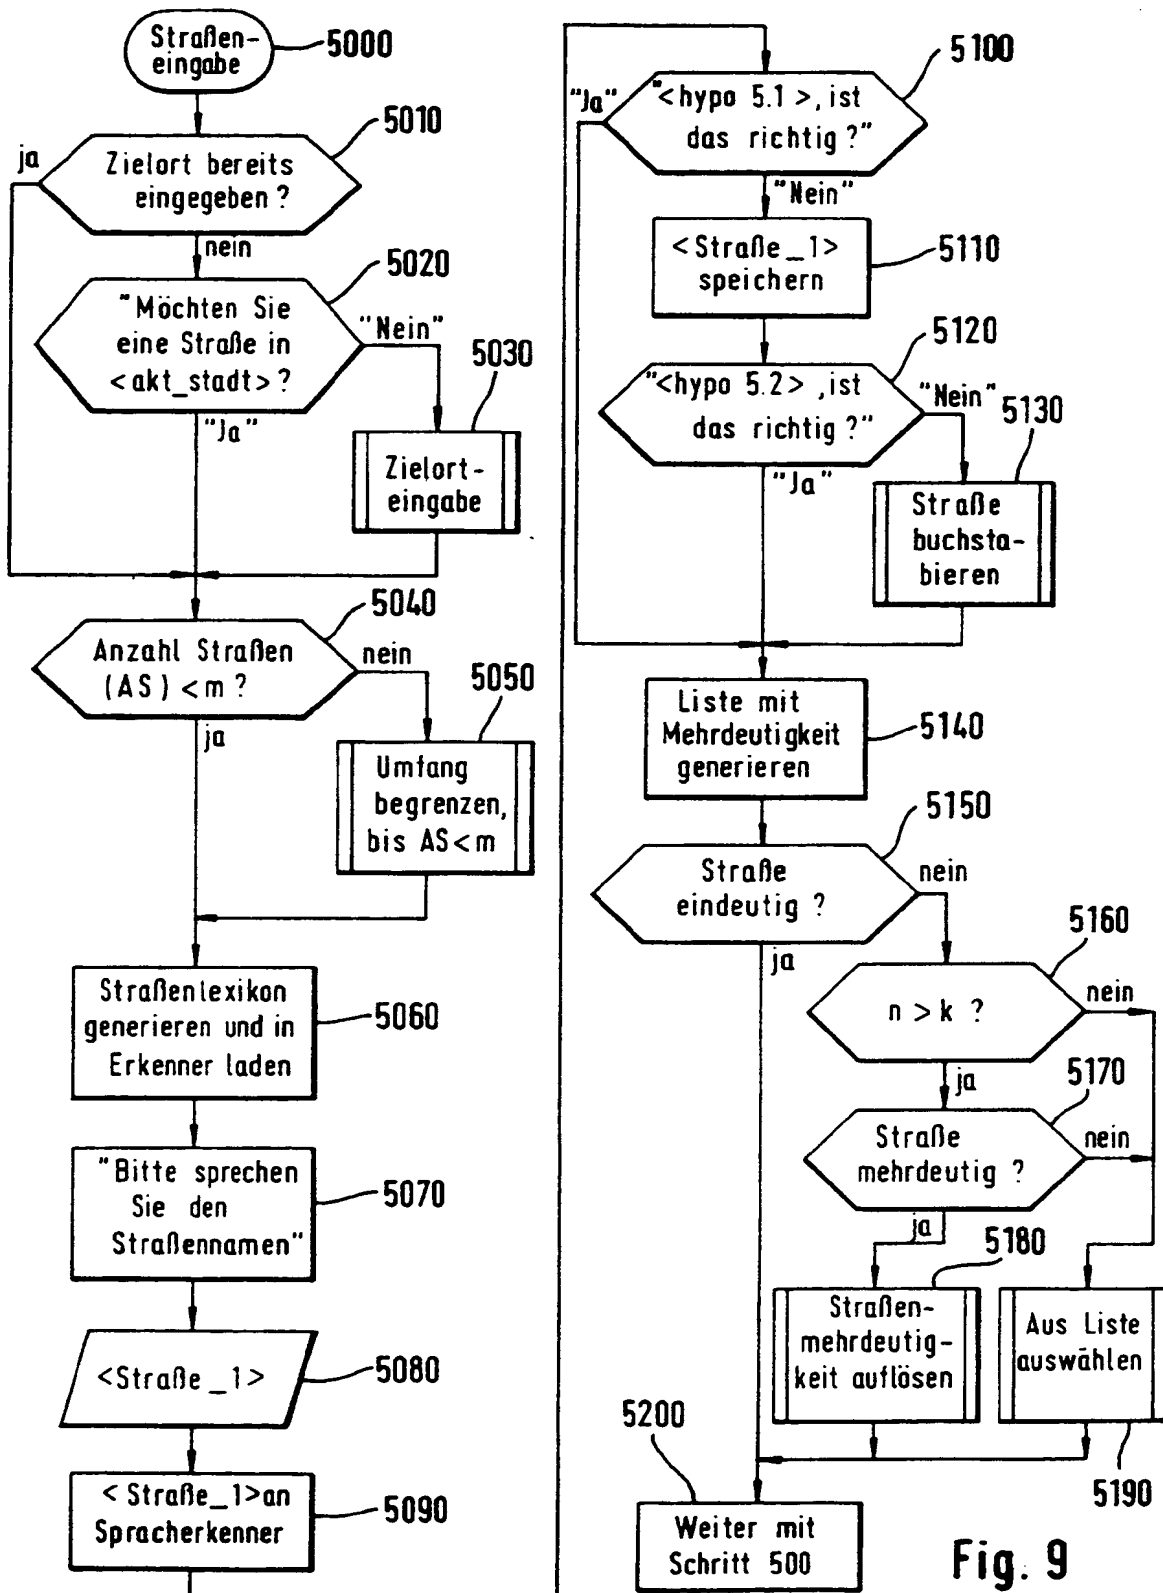 Straßen-
eingabe
5000
5010
ja
Zielort bereits
eingegeben ?
nein
5020
"Möchten Sie
eine Straße in
<akt_stadt> ?
"Nein"
5030
"Ja"
Zielort-
eingabe
5040
Anzahl Straßen
(AS) < m ?
nein
5050
ja
Umfang
begrenzen,
bis AS < m
Straßenlexikon
generieren und in
Erkenner laden
5060
"Bitte sprechen
Sie den
Straßennamen"
5070
<Straße_1>
5080
<Straße_1> an
Spracherkenner
5090
5100
"Ja"
"<hypo 5.1>, ist
das richtig ?"
"Nein"
<Straße_1>
speichern
5110
5120
"<hypo 5.2>, ist
das richtig ?"
"Nein"
5130
"Ja"
Straße
buchsta-
bieren
Liste mit
Mehrdeutigkeit
generieren
5140
5150
Straße
eindeutig ?
nein
5160
ja
n > k ?
nein
ja
5170
Straße
mehrdeutig ?
nein
ja
5180
Straßen-
mehrdeutig-
keit auflösen
Aus Liste
auswählen
5200
5190
Weiter mit
Schritt 500
Fig. 9